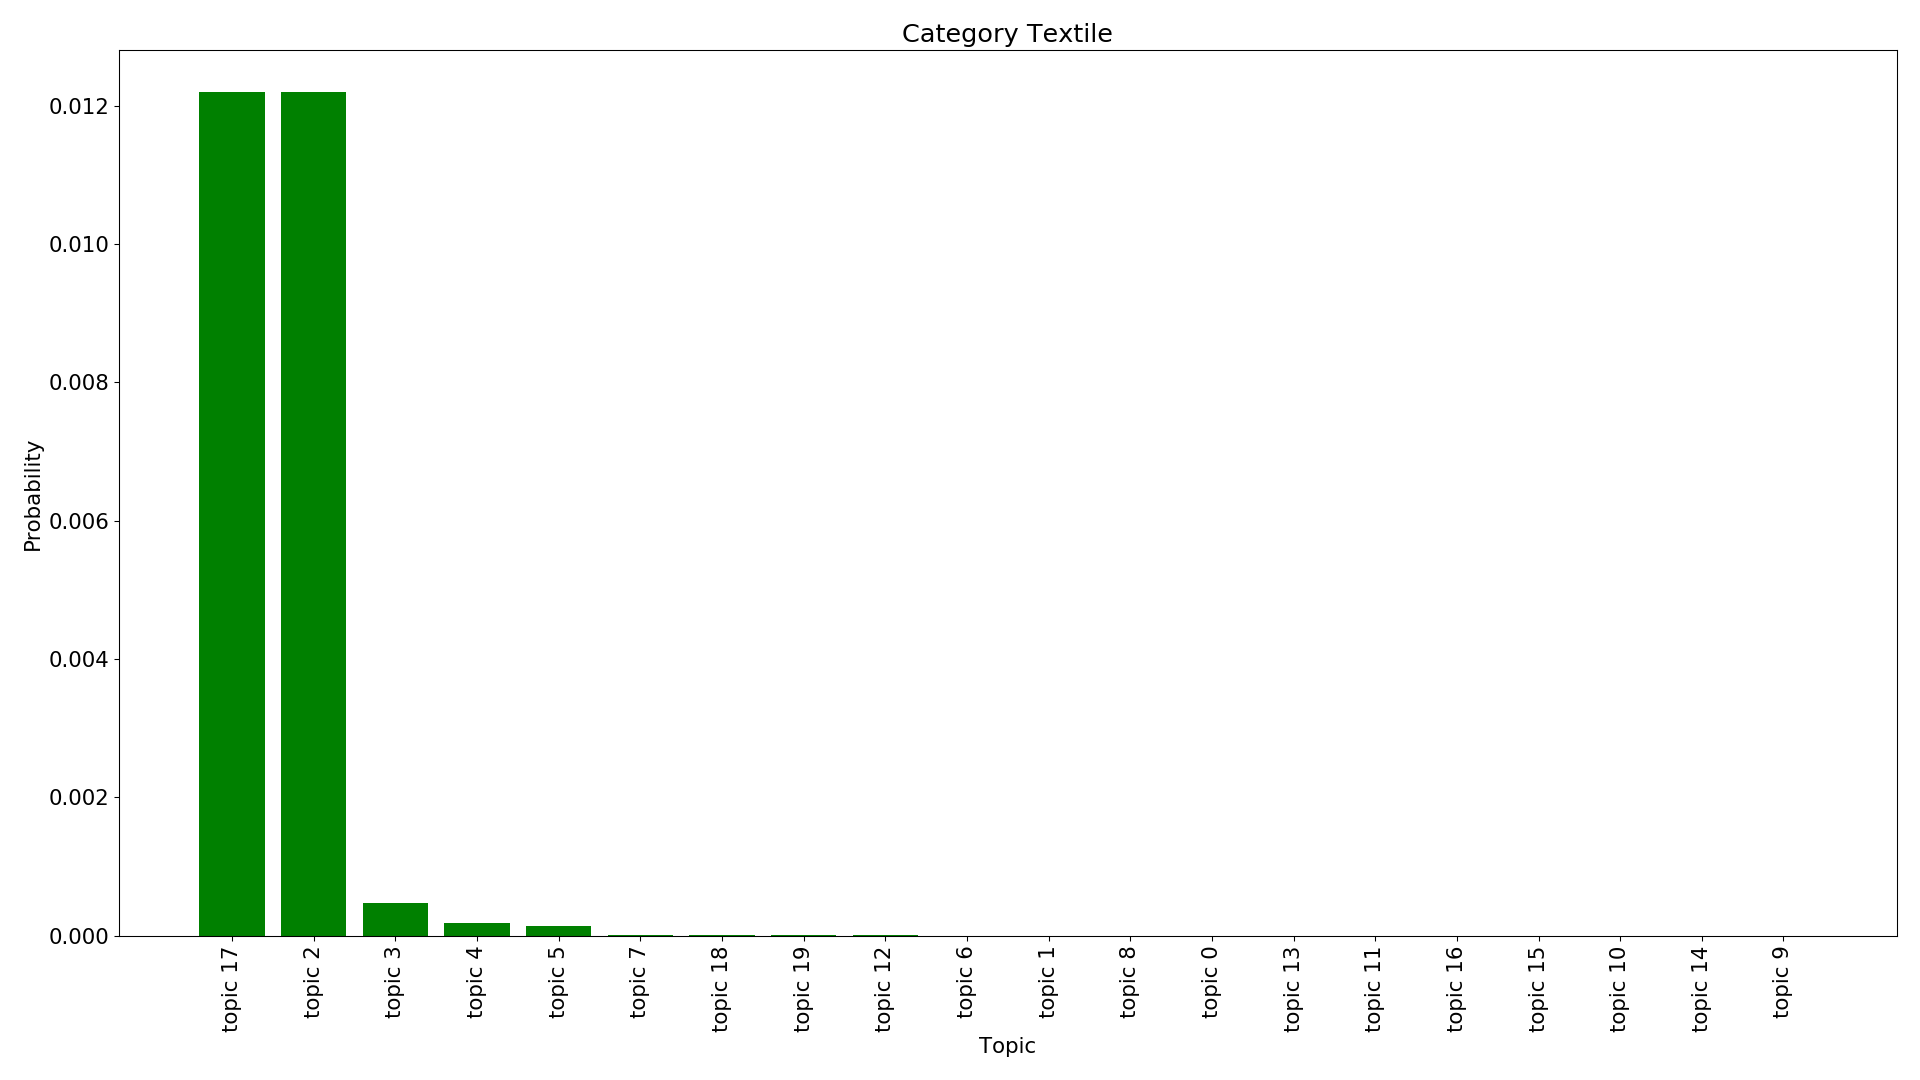 Category Textile
Probability
0.012
0.010
0.008
0.006
0.004
0.002
0.000
topic 17
topic 2
topic 3
topic 4
topic 5
topic 7
topic 18
topic 19
topic 12
topic 6
topic 1
topic 8
topic 0
topic 13
topic 11
topic 16
topic 15
topic 10
topic 14
topic 9
Topic